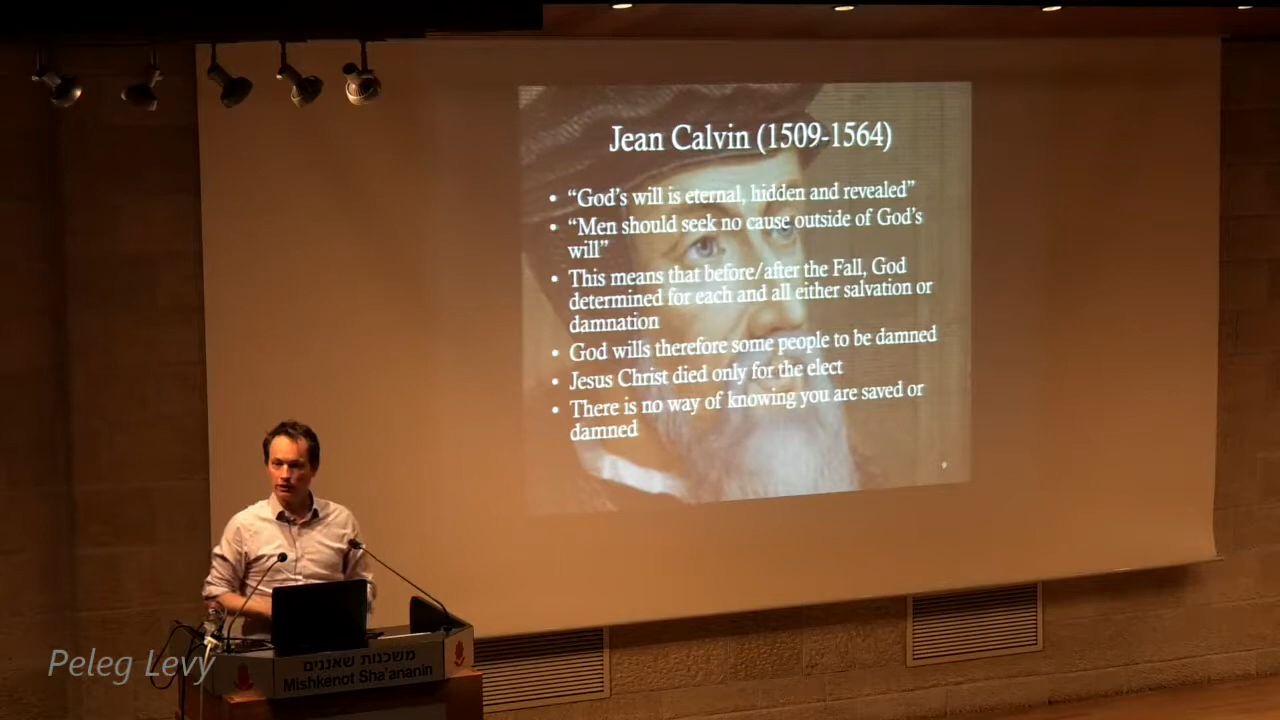 Jean Calvin (1509-1564)
• “God’s will is eternal, hidden and revealed”
• “Men should seek no cause outside of God’s
will”
• This means that before/after the Fall, God
determined for each and all either salvation or
damnation
• God wills therefore some people to be damned
• Jesus Christ died only for the elect
• There is no way of knowing you are saved or
damned
9
משכנות שאננים
Mishkenot Sha'ananin
Peleg Levy